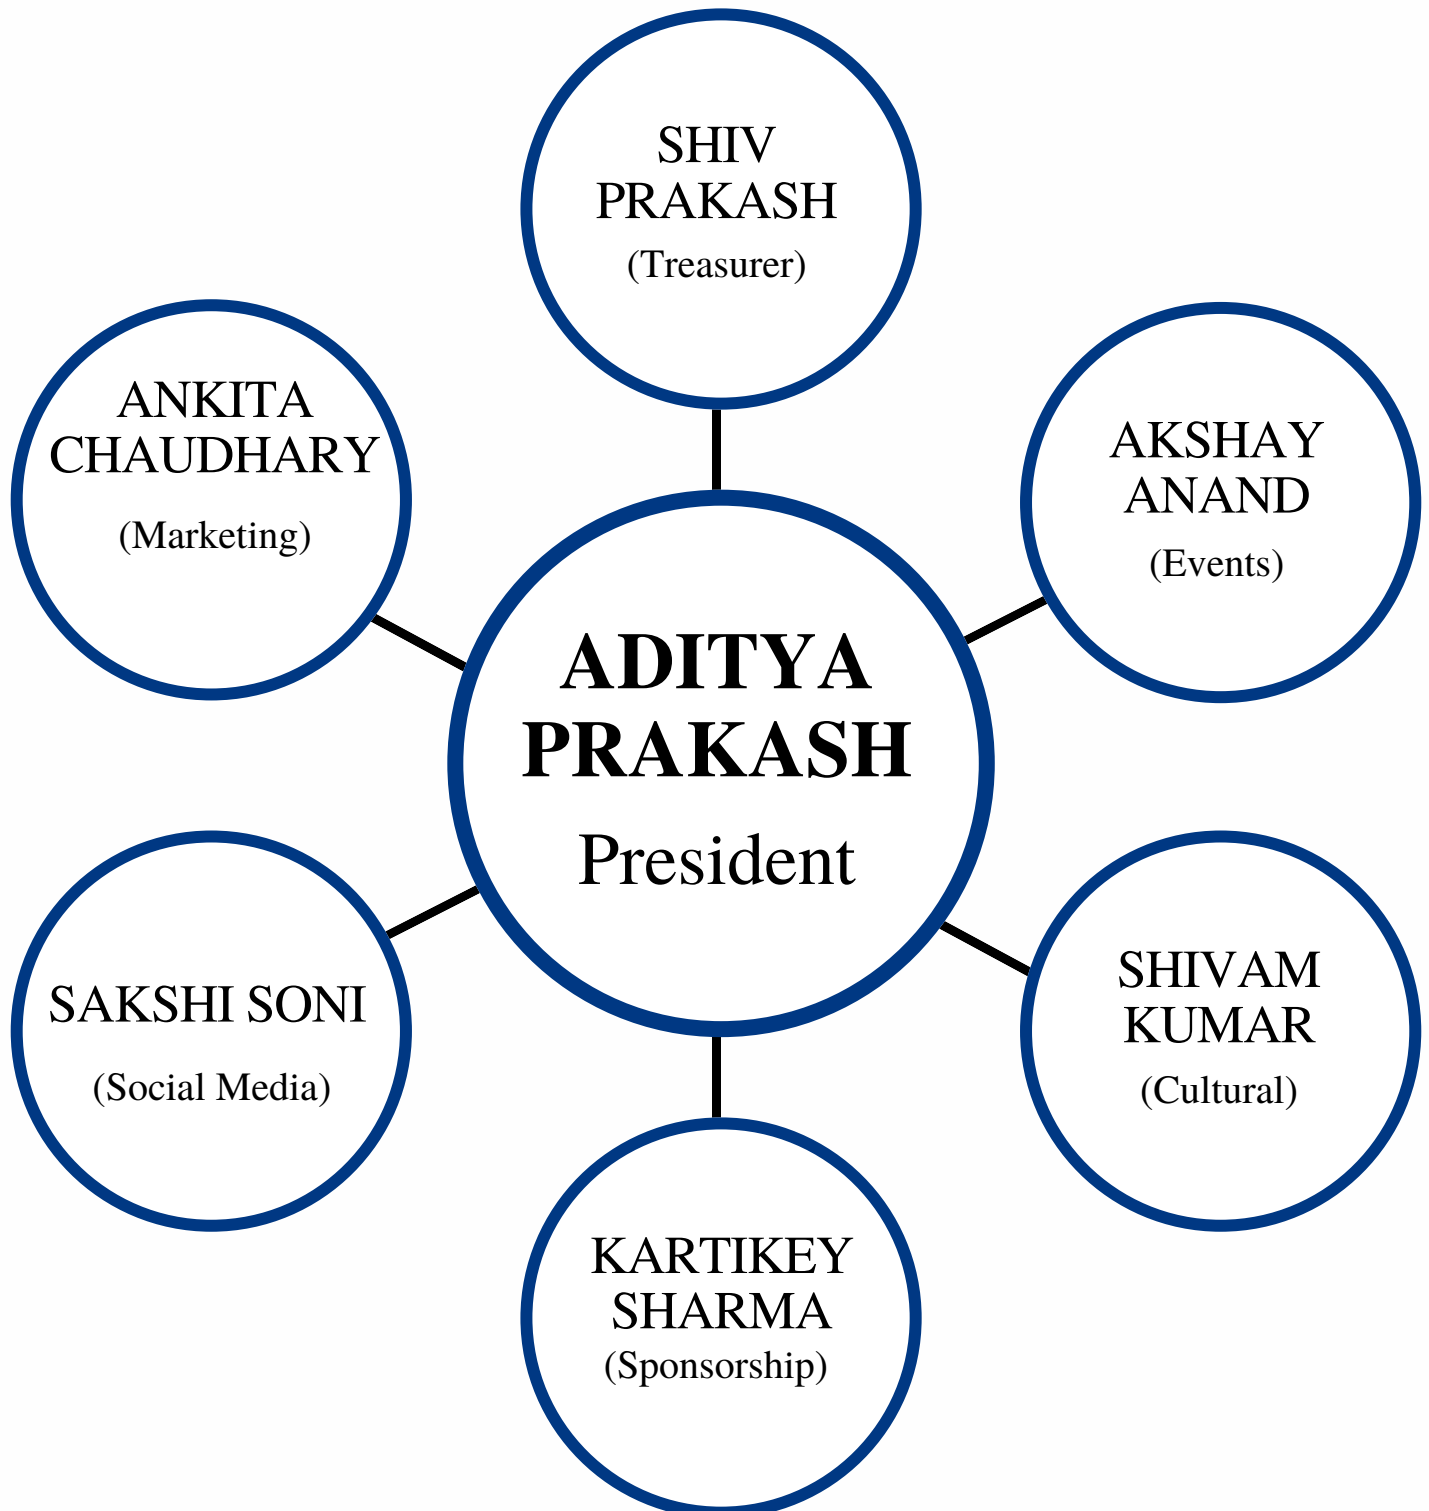 SHIV
PRAKASH
(Treasurer)
ANKITA
CHAUDHARY
(Marketing)
AKSHAY
ANAND
(Events)
ADITYA
PRAKASH
President
SAKSHI SONI
(Social Media)
SHIVAM
KUMAR
(Cultural)
KARTIKEY
SHARMA
(Sponsorship)